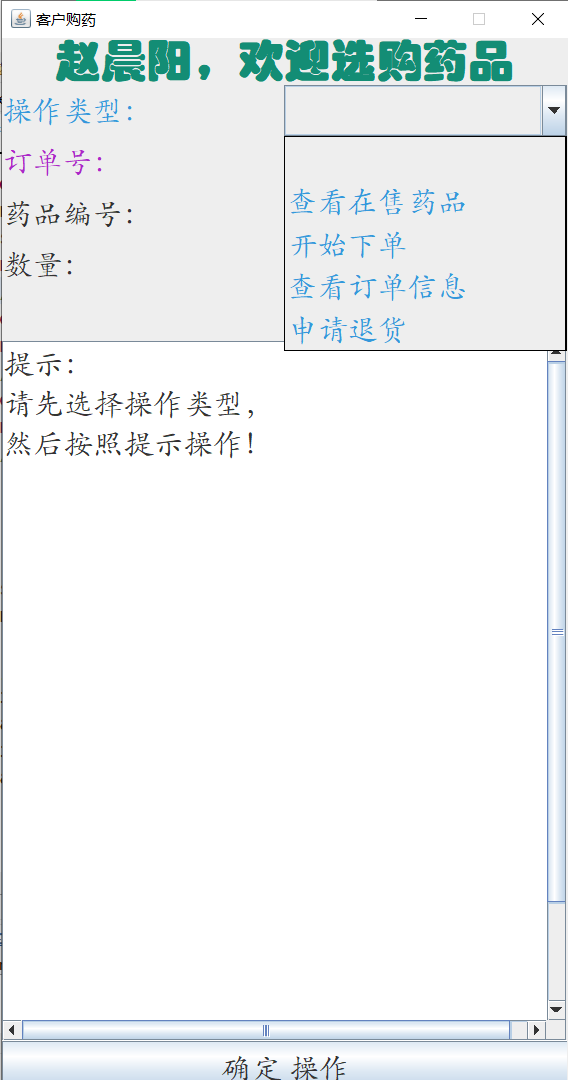 客户购药
赵晨阳，欢迎选购药品
操作类型：
订单号：
药品编号：
数量：
查看在售药品
开始下单
查看订单信息
申请退货
提示：
请先选择操作类型，
然后按照提示操作！
确定 操作